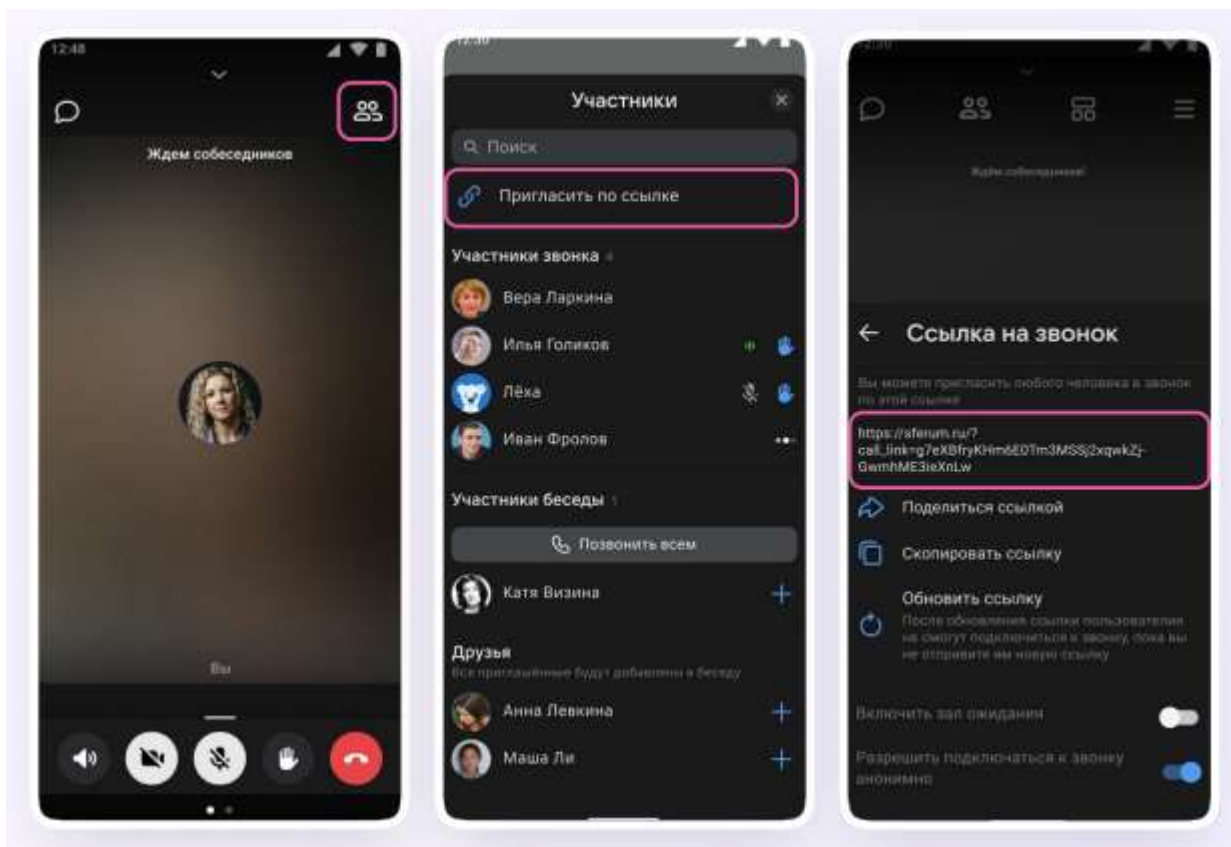 12:48
Ждем собеседников
Вы
Участники
Поиск
Пригласить по ссылке
Участники звонка 4
Вера Ларкина
Илья Голиков
Лёха
Иван Фролов
Участники беседы 1
Позвонить всем
Катя Визина
Друзья
Все приглашённые будут добавлены в беседу
Анна Левкина
Маша Ли
Ждём собеседников
Ссылка на звонок
Вы можете пригласить любого человека в звонок
по этой ссылке
https://sferum.ru/?
Поделиться ссылкой
Скопировать ссылку
Обновить ссылку
После обновления ссылки пользователи
не смогут подключиться к звонку, пока вы
не отправите им новую ссылку
Включить зал ожидания
Разрешить подключаться к звонку
анонимно